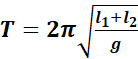 T = 2π√((l₁+l₂)/g)